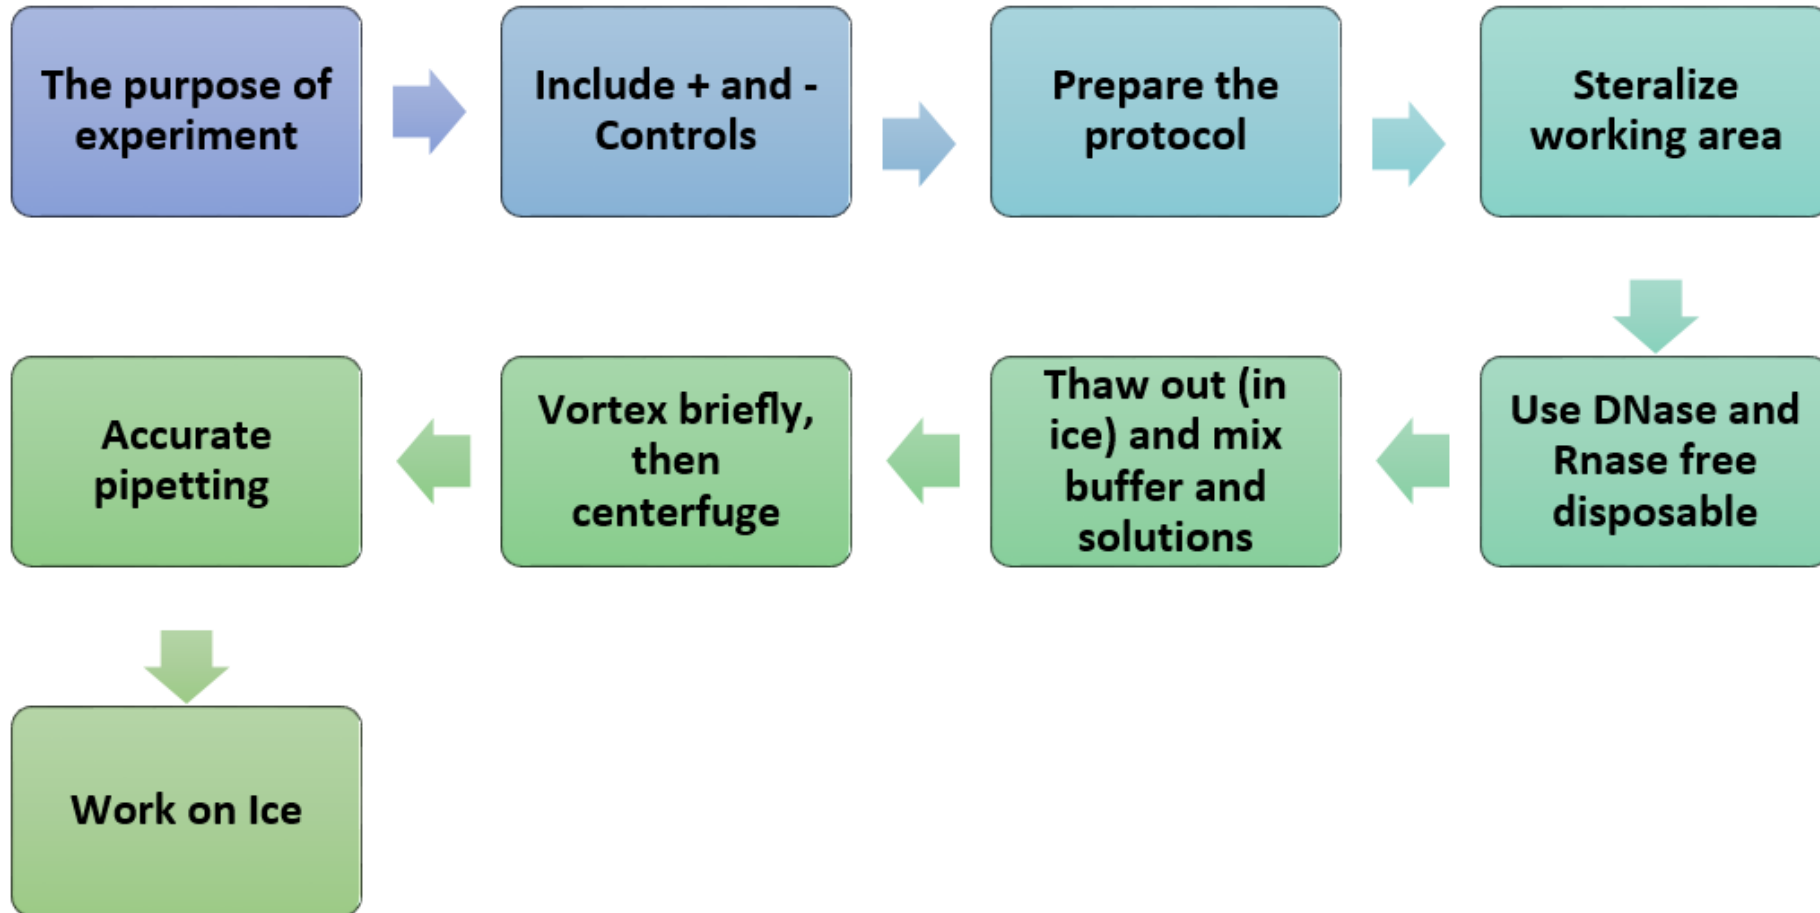 The purpose of
experiment
Include + and -
Controls
Prepare the
protocol
Steralize
working area
Use DNase and
Rnase free
disposable
Thaw out (in
ice) and mix
buffer and
solutions
Vortex briefly,
then
centerfuge
Accurate
pipetting
Work on Ice